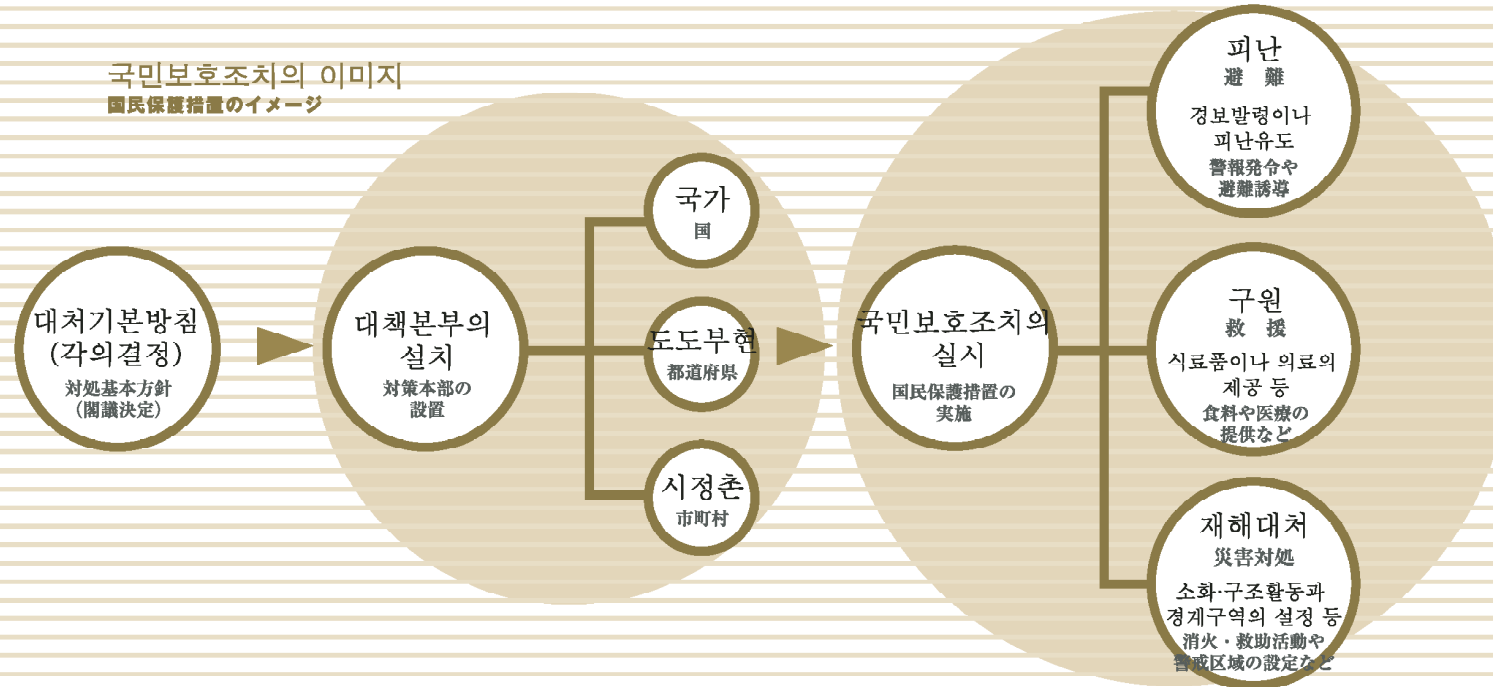 국민보호조치의 이미지
国民保護措置のイメージ
대처기본방침
(각의결정)
対処基本方針
（閣議決定）
대책본부의
설치
対策本部の
設置
국가
国
도도부현
都道府県
시정촌
市町村
국민보호조치의
실시
国民保護措置の
実施
피난
避　難
경보발령이나
피난유도
警報発令や
避難誘導
구원
救　援
식료품이나 의료의
제공 등
食料や医療の
提供など
재해대처
災害対処
소화·구조활동과
경계구역의 설정 등
消火・救助活動や
警戒区域の設定など